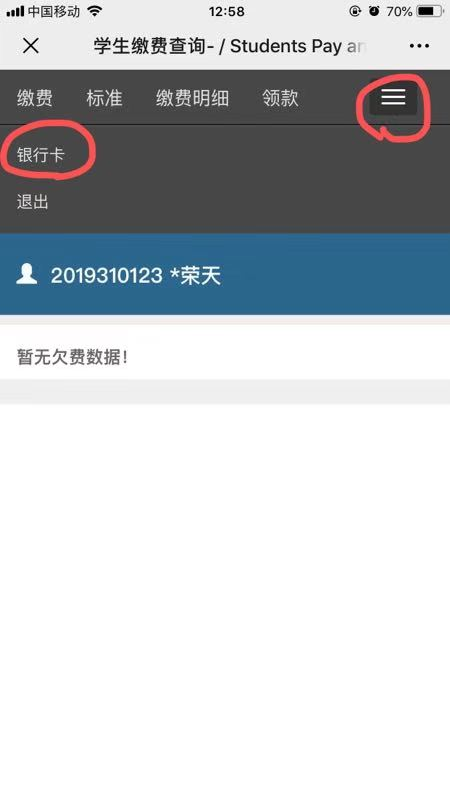 中国移动 12:58 70%
学生缴费查询- / Students Pay an
缴费 标准 缴费明细 领款
银行卡
退出
2019310123 *荣天
暂无欠费数据!